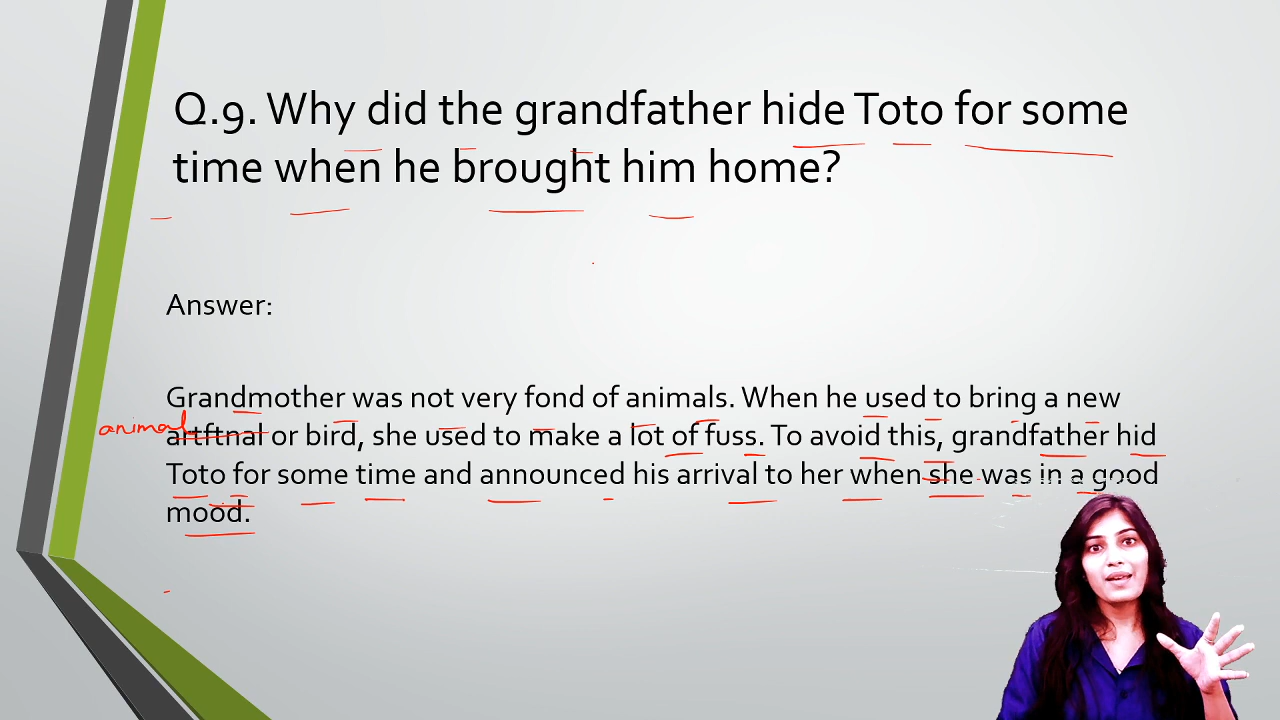 Q.9. Why did the grandfather hide Toto for some
time when he brought him home?
Answer:
Grandmother was not very fond of animals. When he used to bring a new
animal
artftnal or bird, she used to make a lot of fuss. To avoid this, grandfather hid
Toto for some time and announced his arrival to her when she was in a good
mood.